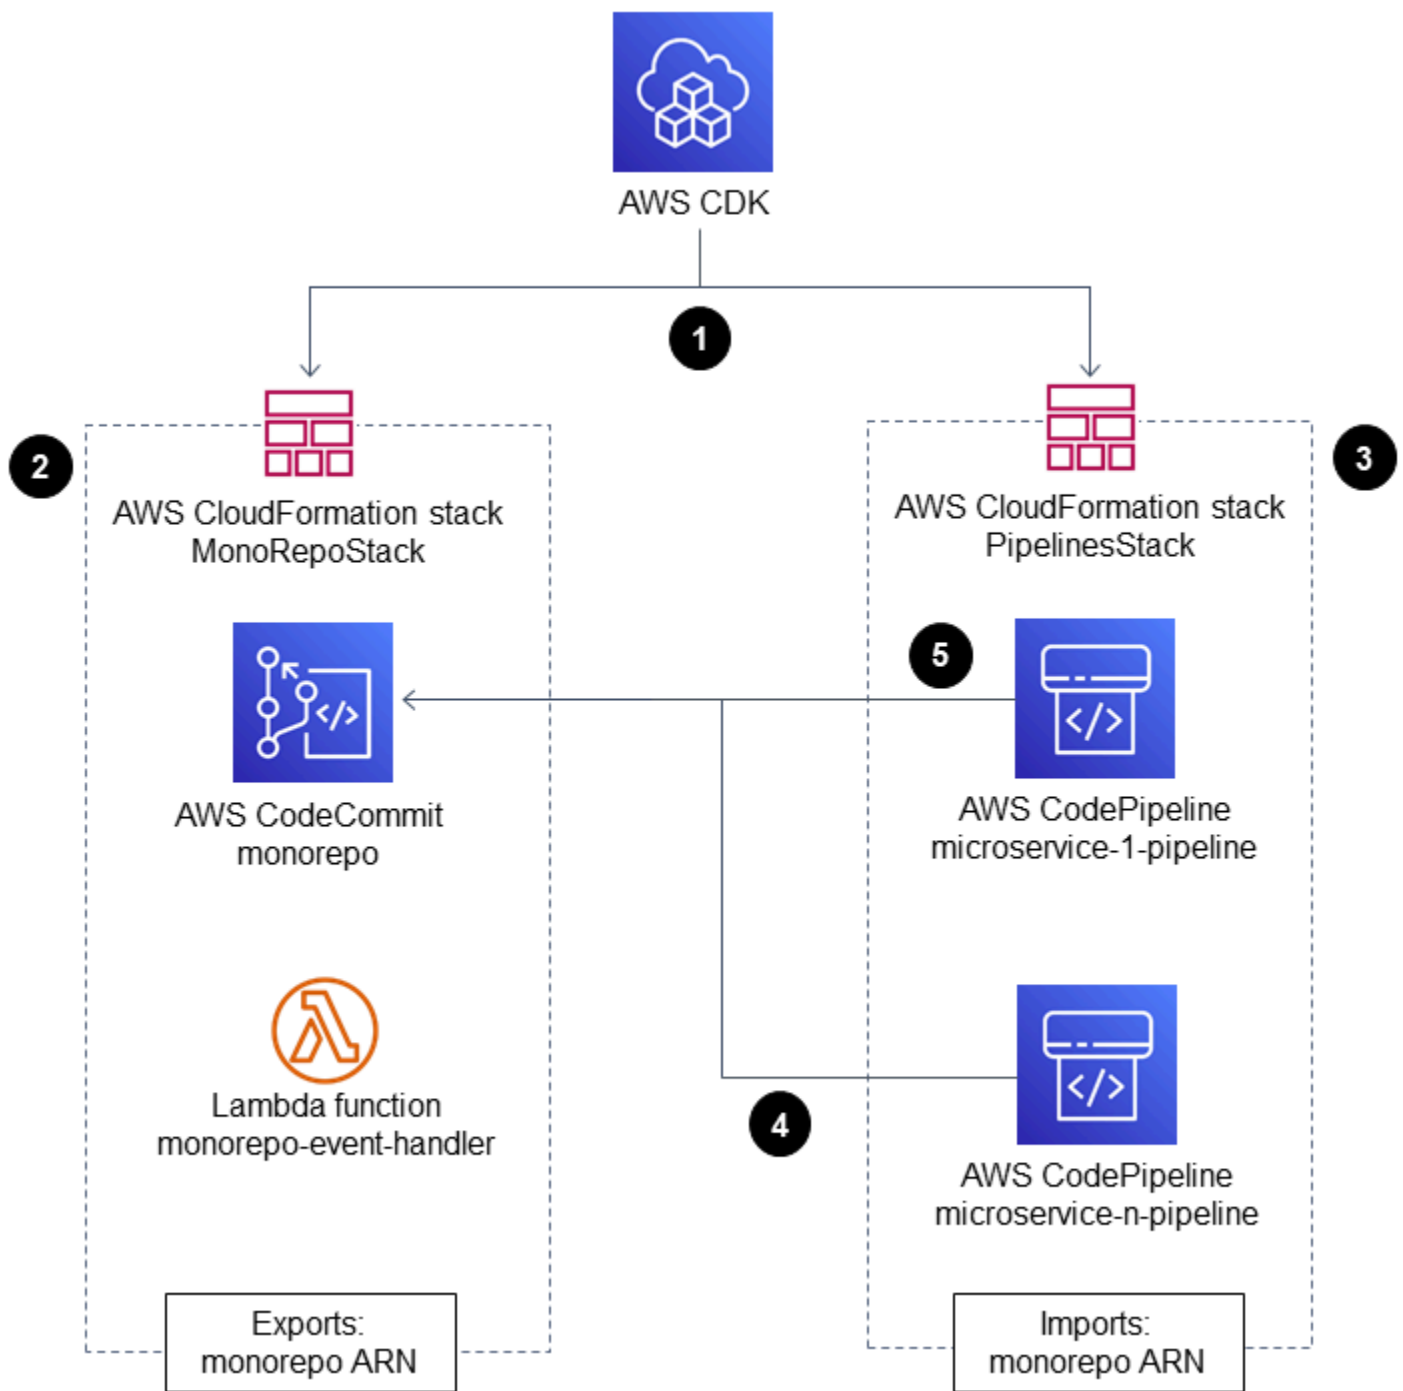 AWS CDK
1
2
AWS CloudFormation stack
MonoRepoStack
3
AWS CloudFormation stack
PipelinesStack
5
AWS CodeCommit
monorepo
AWS CodePipeline
microservice-1-pipeline
Lambda function
monorepo-event-handler
4
AWS CodePipeline
microservice-n-pipeline
Exports:
monorepo ARN
Imports:
monorepo ARN